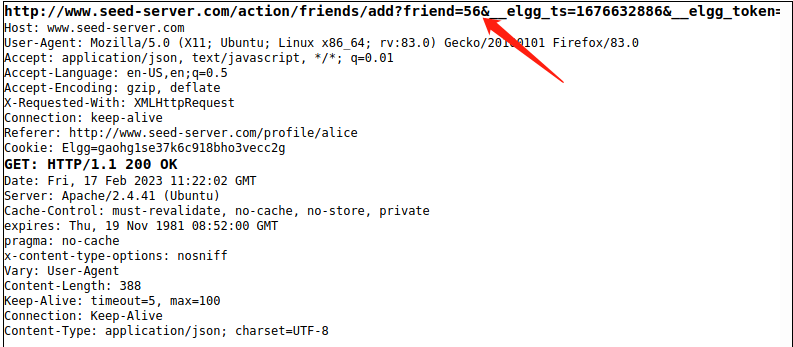 http://www.seed-server.com/action/friends/add?friend=56&__elgg_ts=1676632886&__elgg_token=
Host: www.seed-server.com
User-Agent: Mozilla/5.0 (X11; Ubuntu; Linux x86_64; rv:83.0) Gecko/20100101 Firefox/83.0
Accept: application/json, text/javascript, */*; q=0.01
Accept-Language: en-US,en;q=0.5
Accept-Encoding: gzip, deflate
X-Requested-With: XMLHttpRequest
Connection: keep-alive
Referer: http://www.seed-server.com/profile/alice
Cookie: Elgg=gaohg1se37k6c918bho3vecc2g
GET: HTTP/1.1 200 OK
Date: Fri, 17 Feb 2023 11:22:02 GMT
Server: Apache/2.4.41 (Ubuntu)
Cache-Control: must-revalidate, no-cache, no-store, private
expires: Thu, 19 Nov 1981 08:52:00 GMT
pragma: no-cache
x-content-type-options: nosniff
Vary: User-Agent
Content-Length: 388
Keep-Alive: timeout=5, max=100
Connection: Keep-Alive
Content-Type: application/json; charset=UTF-8